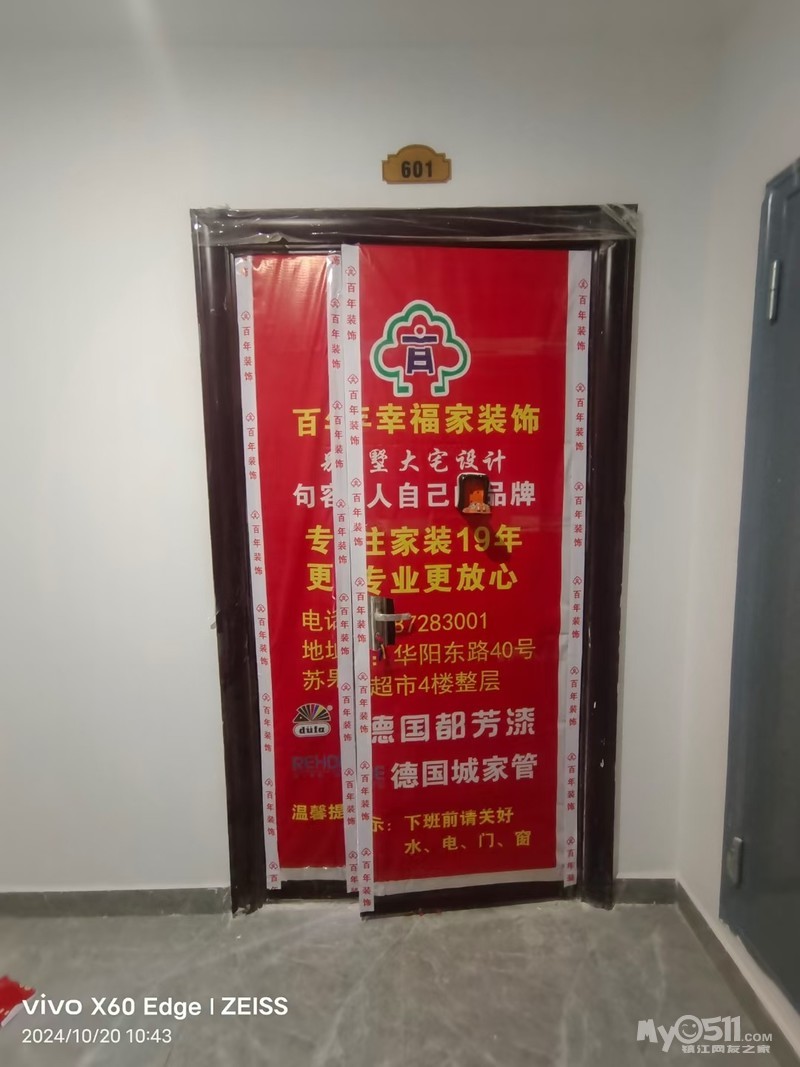 601
百年幸福家装饰
墅大宅设计
句容人自己的品牌
专注家装19年
更专业更放心
电话 87283001
地址: 华阳东路40号
苏果超市4楼整层
düfa
德国都芳漆
REH
德国城家管
温馨提示: 下班前请关好
水、电、门、窗
百年装饰
vivo X60 Edge | ZEISS
2024/10/20 10:43
My0511.COM
镇江网友之家